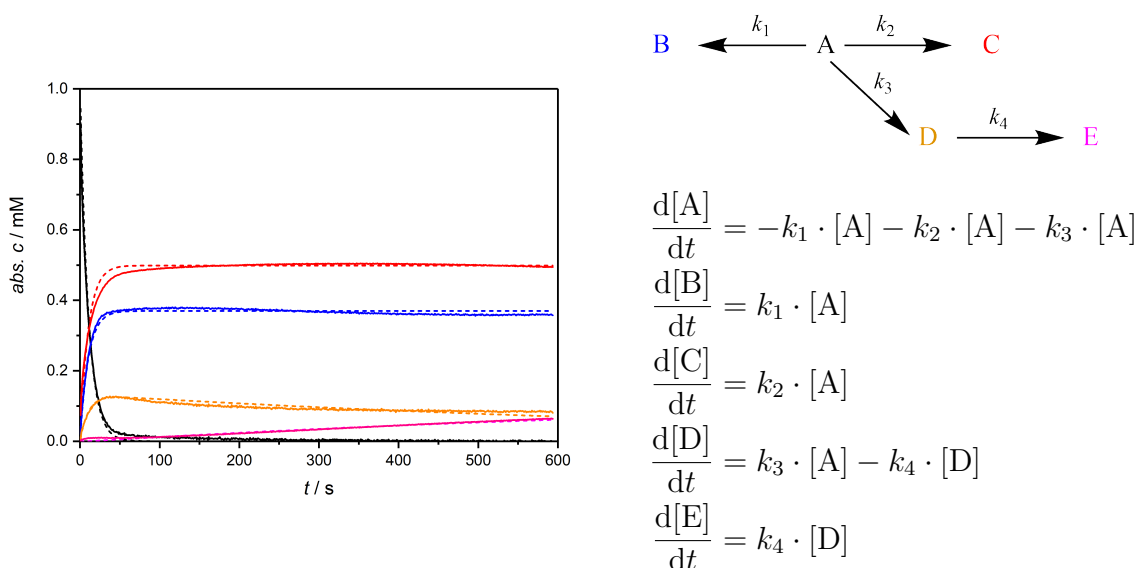 1.0
0.8
0.6
0.4
0.2
0.0
0 100 200 300 400 500 600
abs. c / mM
t / s
B k₁ A k₂ C
k₃
D k₄ E
d[A]/dt = −k₁ · [A] − k₂ · [A] − k₃ · [A]
d[B]/dt = k₁ · [A]
d[C]/dt = k₂ · [A]
d[D]/dt = k₃ · [A] − k₄ · [D]
d[E]/dt = k₄ · [D]